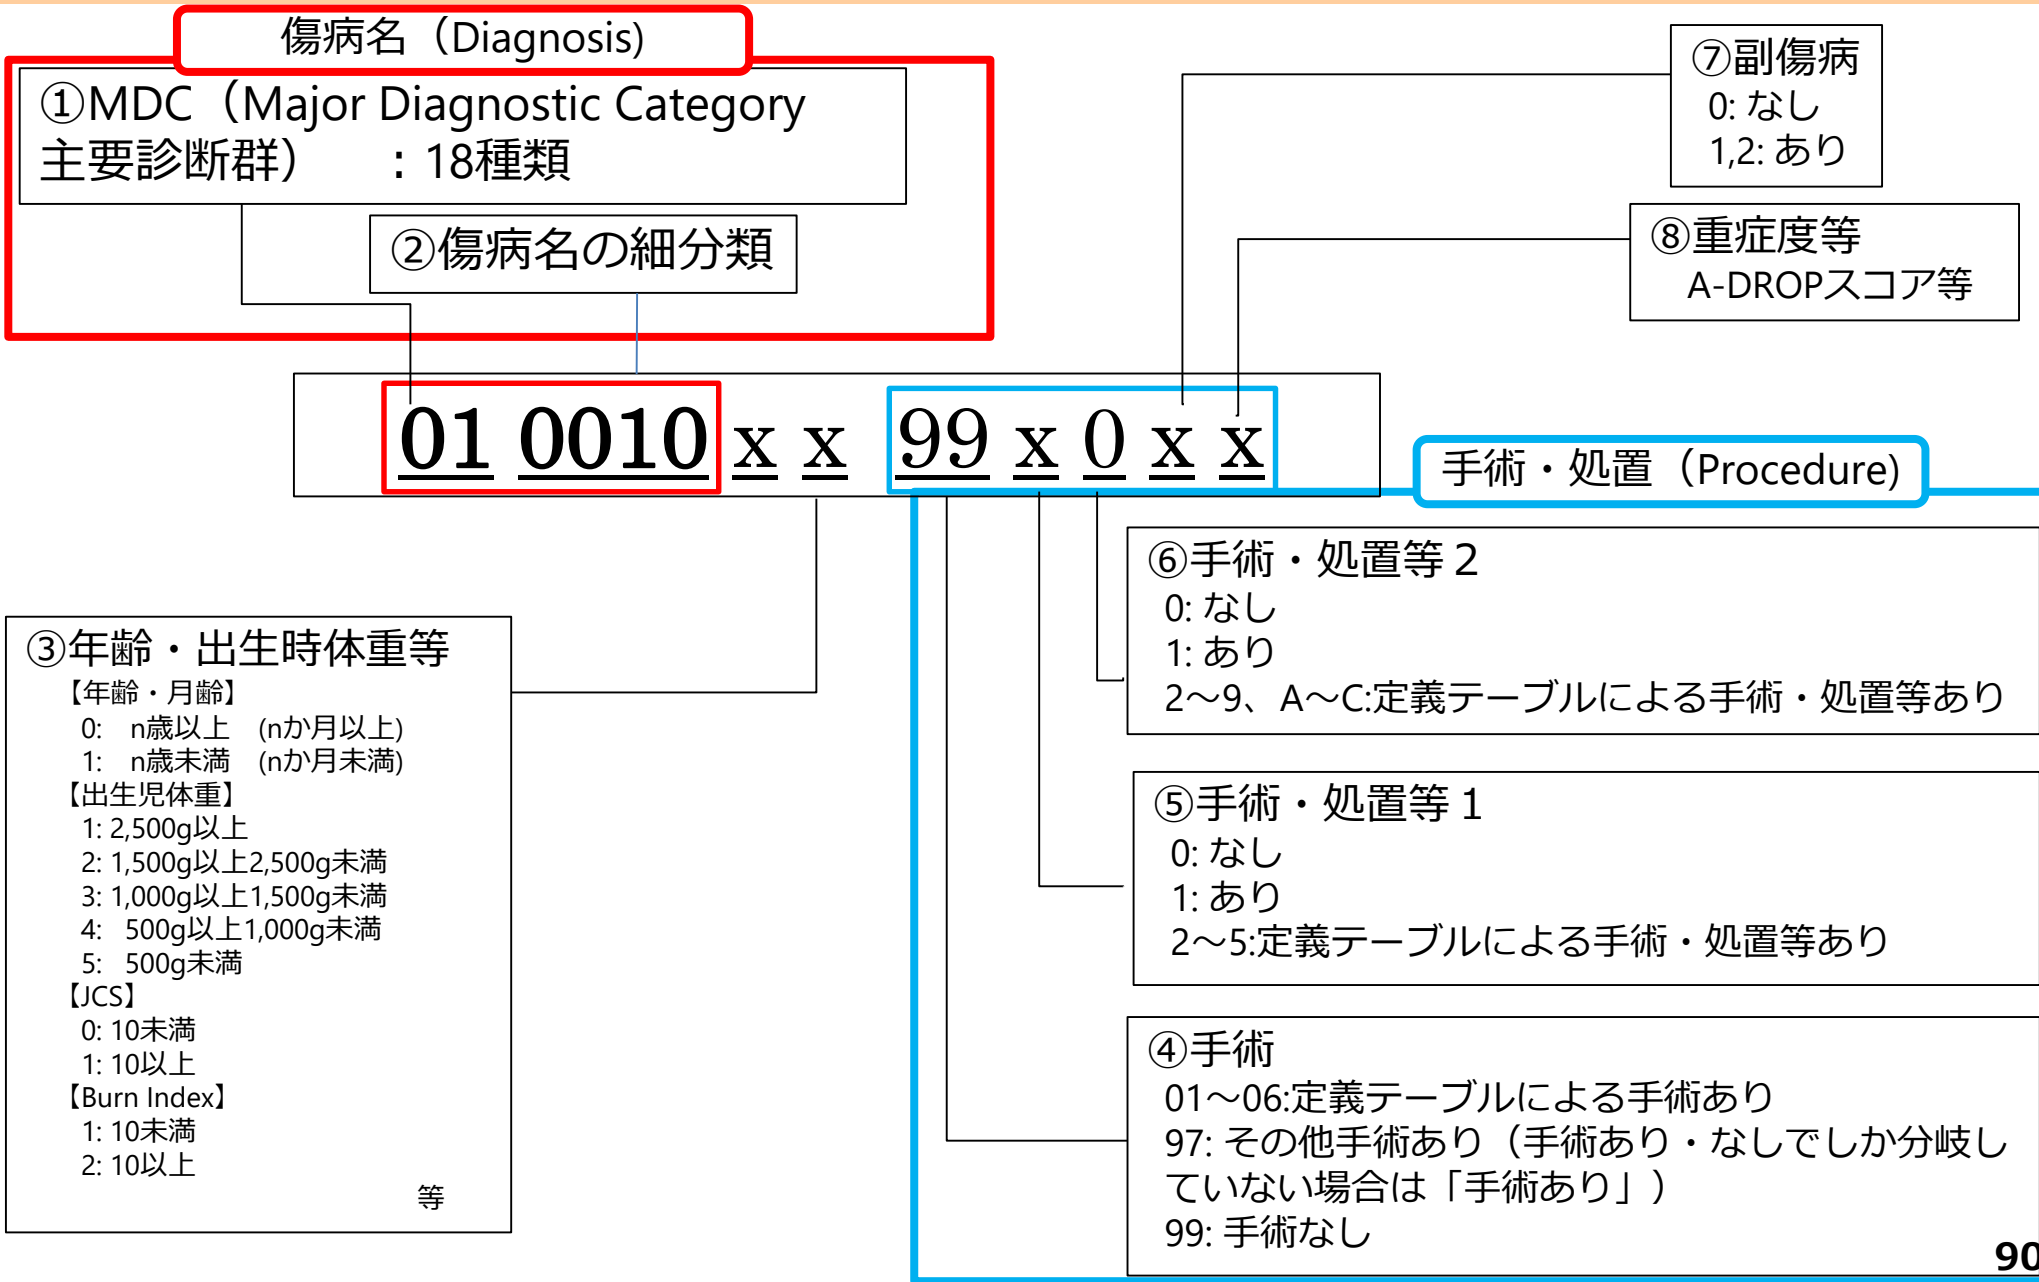 傷病名（Diagnosis)
①MDC（Major Diagnostic Category
主要診断群）　：18種類
②傷病名の細分類
⑦副傷病
0: なし
1,2: あり
⑧重症度等
A-DROPスコア等
01 0010 x x 99 x 0 x x
手術・処置（Procedure)
⑥手術・処置等２
0: なし
1: あり
2～9、A～C:定義テーブルによる手術・処置等あり
③年齢・出生時体重等
【年齢・月齢】
0:　n歳以上　(nか月以上)
1:　n歳未満　(nか月未満)
【出生児体重】
1: 2,500g以上
2: 1,500g以上2,500g未満
3: 1,000g以上1,500g未満
4:　500g以上1,000g未満
5:　500g未満
【JCS】
0: 10未満
1: 10以上
【Burn Index】
1: 10未満
2: 10以上
等
⑤手術・処置等１
0: なし
1: あり
2～5:定義テーブルによる手術・処置等あり
④手術
01～06:定義テーブルによる手術あり
97: その他手術あり（手術あり・なしでしか分岐し
ていない場合は「手術あり」）
99: 手術なし
90